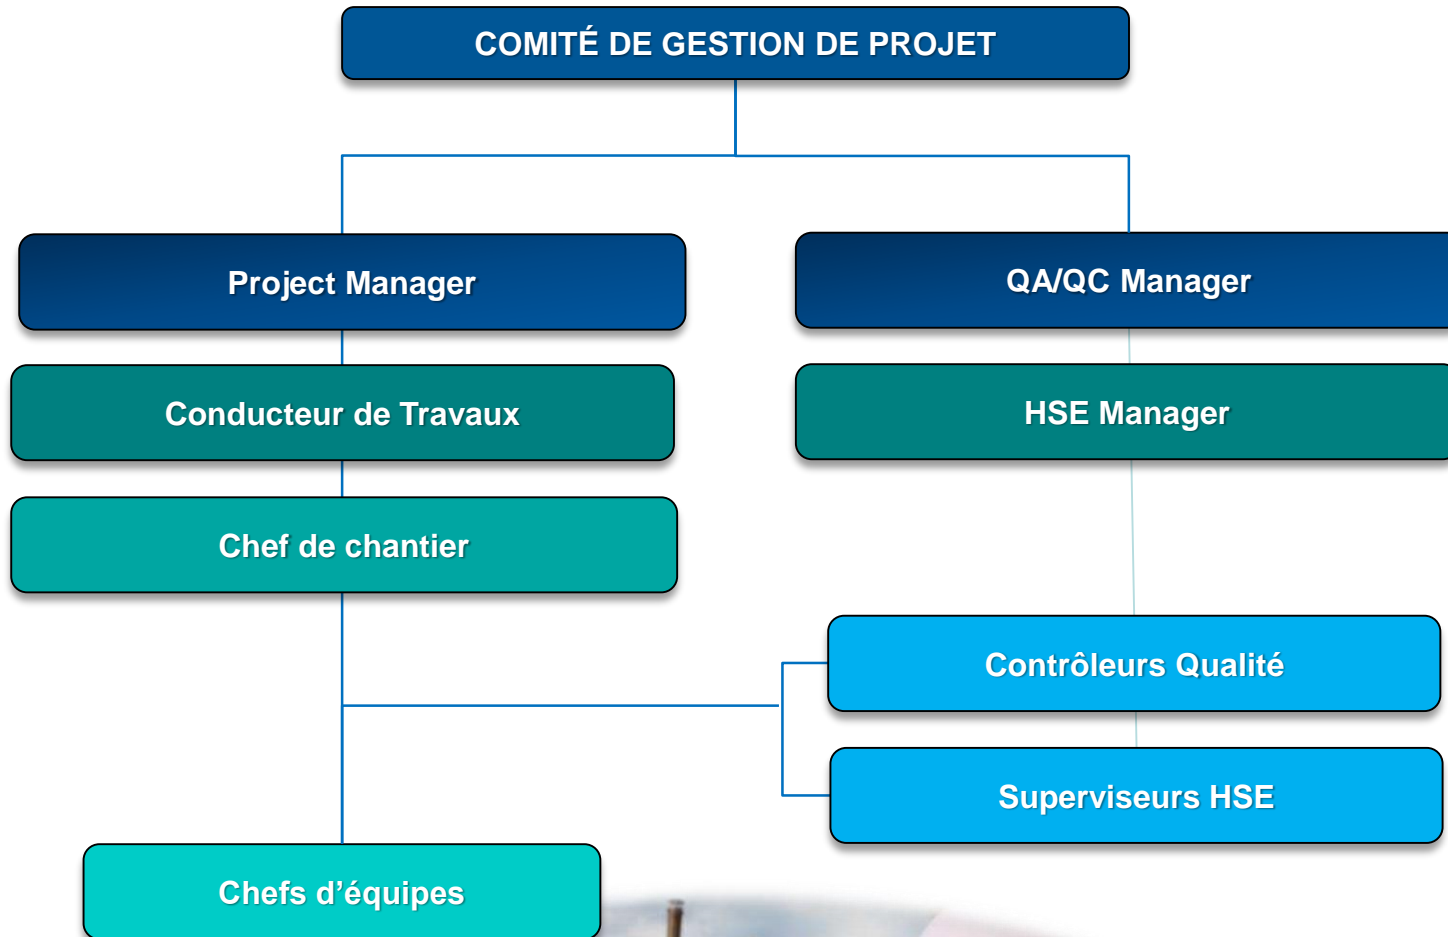 COMITÉ DE GESTION DE PROJET
Project Manager
QA/QC Manager
Conducteur de Travaux
HSE Manager
Chef de chantier
Contrôleurs Qualité
Superviseurs HSE
Chefs d’équipes